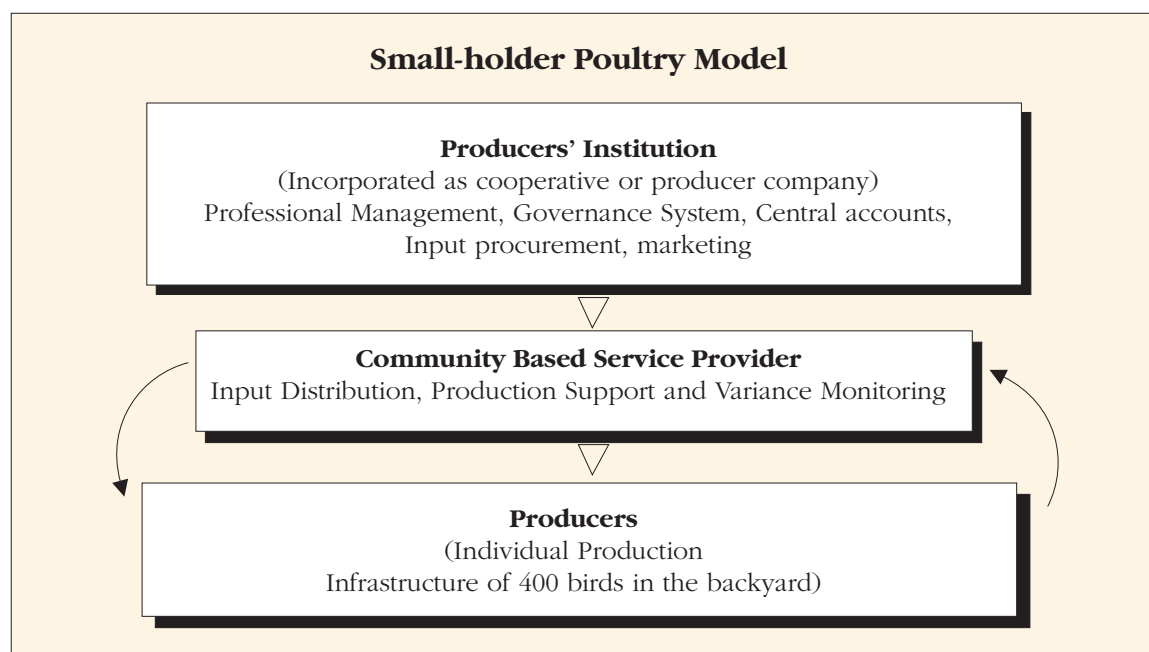 Small-holder Poultry Model
Producers’ Institution
(Incorporated as cooperative or producer company)
Professional Management, Governance System, Central accounts,
Input procurement, marketing
Community Based Service Provider
Input Distribution, Production Support and Variance Monitoring
Producers
(Individual Production
Infrastructure of 400 birds in the backyard)